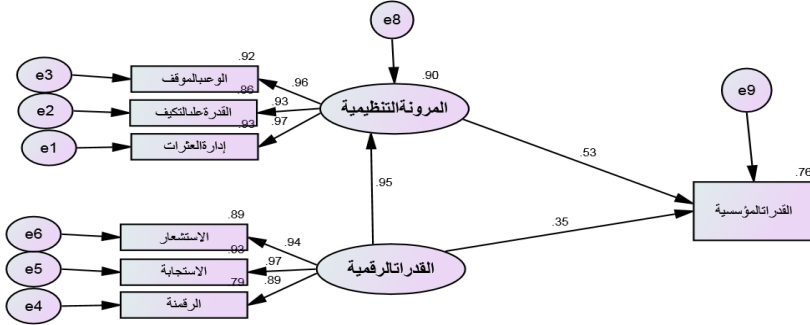 e8
.92
e3
الوعىبالموقف
.96
.90
.86
e2
القدرةعلىالتكيف
.93
المرونةالتنظيمية
e9
.93
.97
e1
إدارةالعثرات
.53
.76
.95
القدراتالمؤسسية
.35
.89
e6
الاستشعار
.94
.93
e5
الاستجابة
.97
القدراتالرقمية
.79
.89
e4
الرقمنة